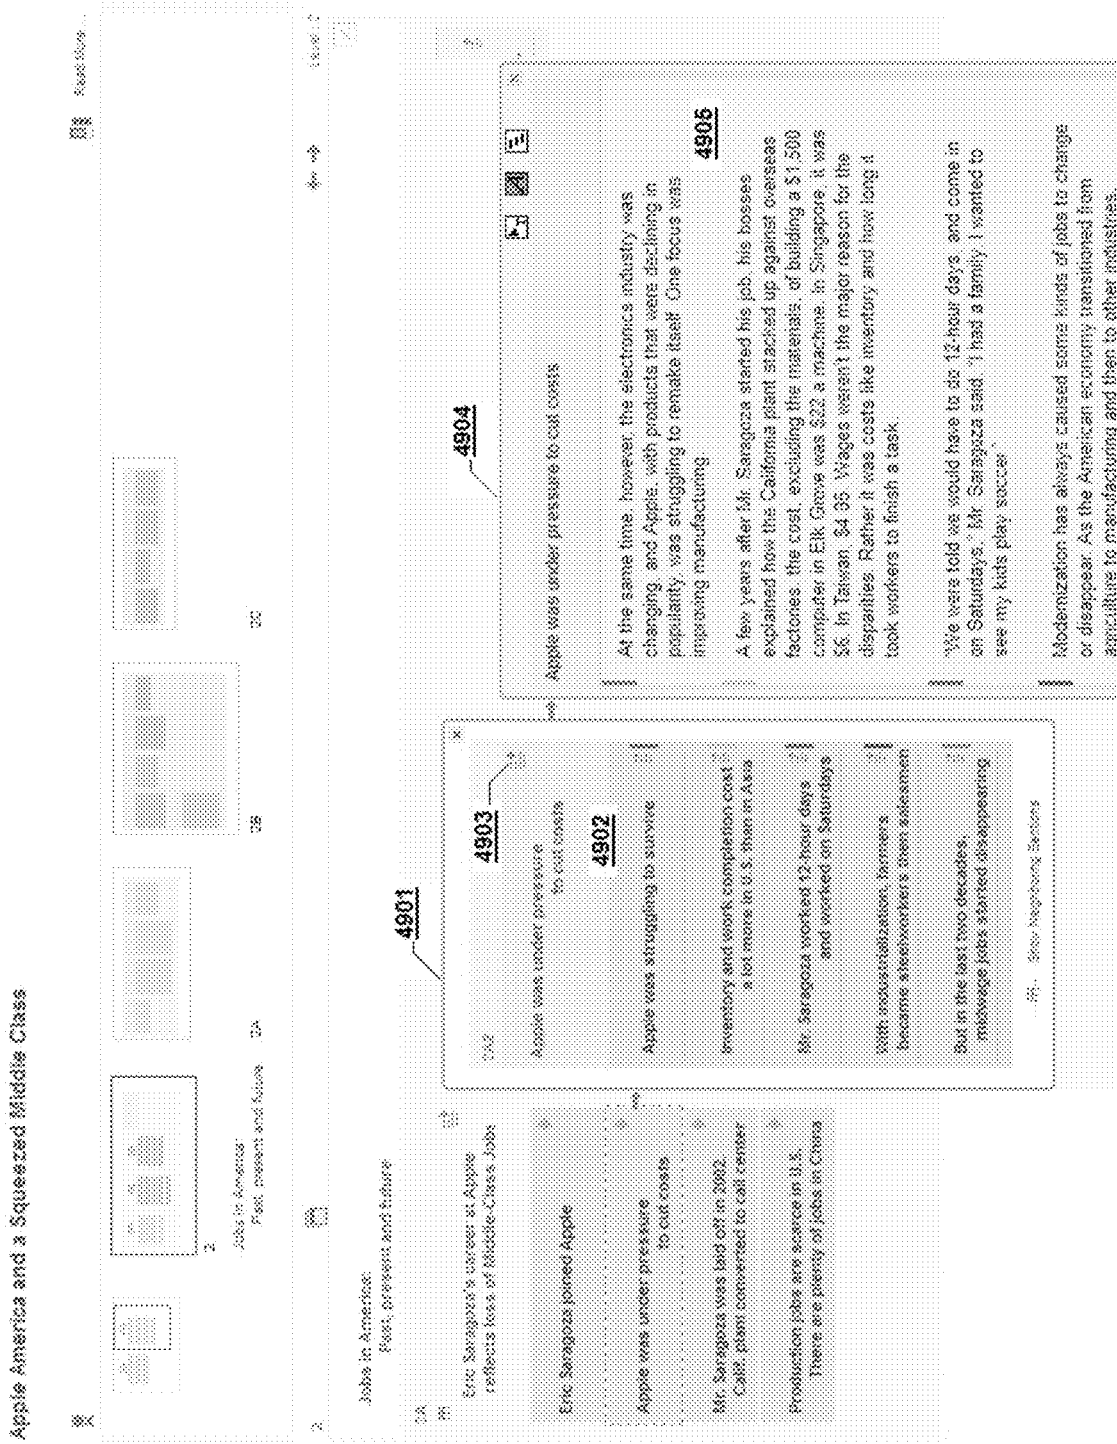 Apple America and a Squeezed Middle Class
Read More...
2
Jobs in America:
Past, present and future
2A
2B
2C
2
Level: 0
Jobs in America:
Past, present and future
2A
Eric Saragoza's career at Apple
reflects loss of Middle-Class Jobs
Eric Saragoza joined Apple
Apple was under pressure
to cut costs
Mr. Saragoza was laid off in 2002.
Calif. plant converted to call center
Production jobs are scarce in U.S.
There are plenty of jobs in China
4901
2A2
4903
Apple was under pressure
to cut costs
4902
Apple was struggling to survive
Inventory and work completion cost
a lot more in U.S. than in Asia
Mr. Saragoza worked 12-hour days
and worked on Saturdays
With industrialization, farmers
became steelworkers then salesmen
But in the last two decades,
midwage jobs started disappearing
Show Neighboring Sections
4904
Apple was under pressure to cut costs
4905
At the same time, however, the electronics industry was
changing, and Apple, with products that were declining in
popularity, was struggling to remake itself. One focus was
improving manufacturing.
A few years after Mr. Saragoza started his job, his bosses
explained how the California plant stacked up against overseas
factories: the cost, excluding the materials, of building a $1,500
computer in Elk Grove was $22 a machine. In Singapore, it was
$6. In Taiwan, $4.85. Wages weren't the major reason for the
disparities. Rather it was costs like inventory and how long it
took workers to finish a task.
"We were told we would have to do 12-hour days, and come in
on Saturdays," Mr. Saragoza said. "I had a family. I wanted to
see my kids play soccer."
Modernization has always caused some kinds of jobs to change
or disappear. As the American economy transitioned from
agriculture to manufacturing and then to other industries,